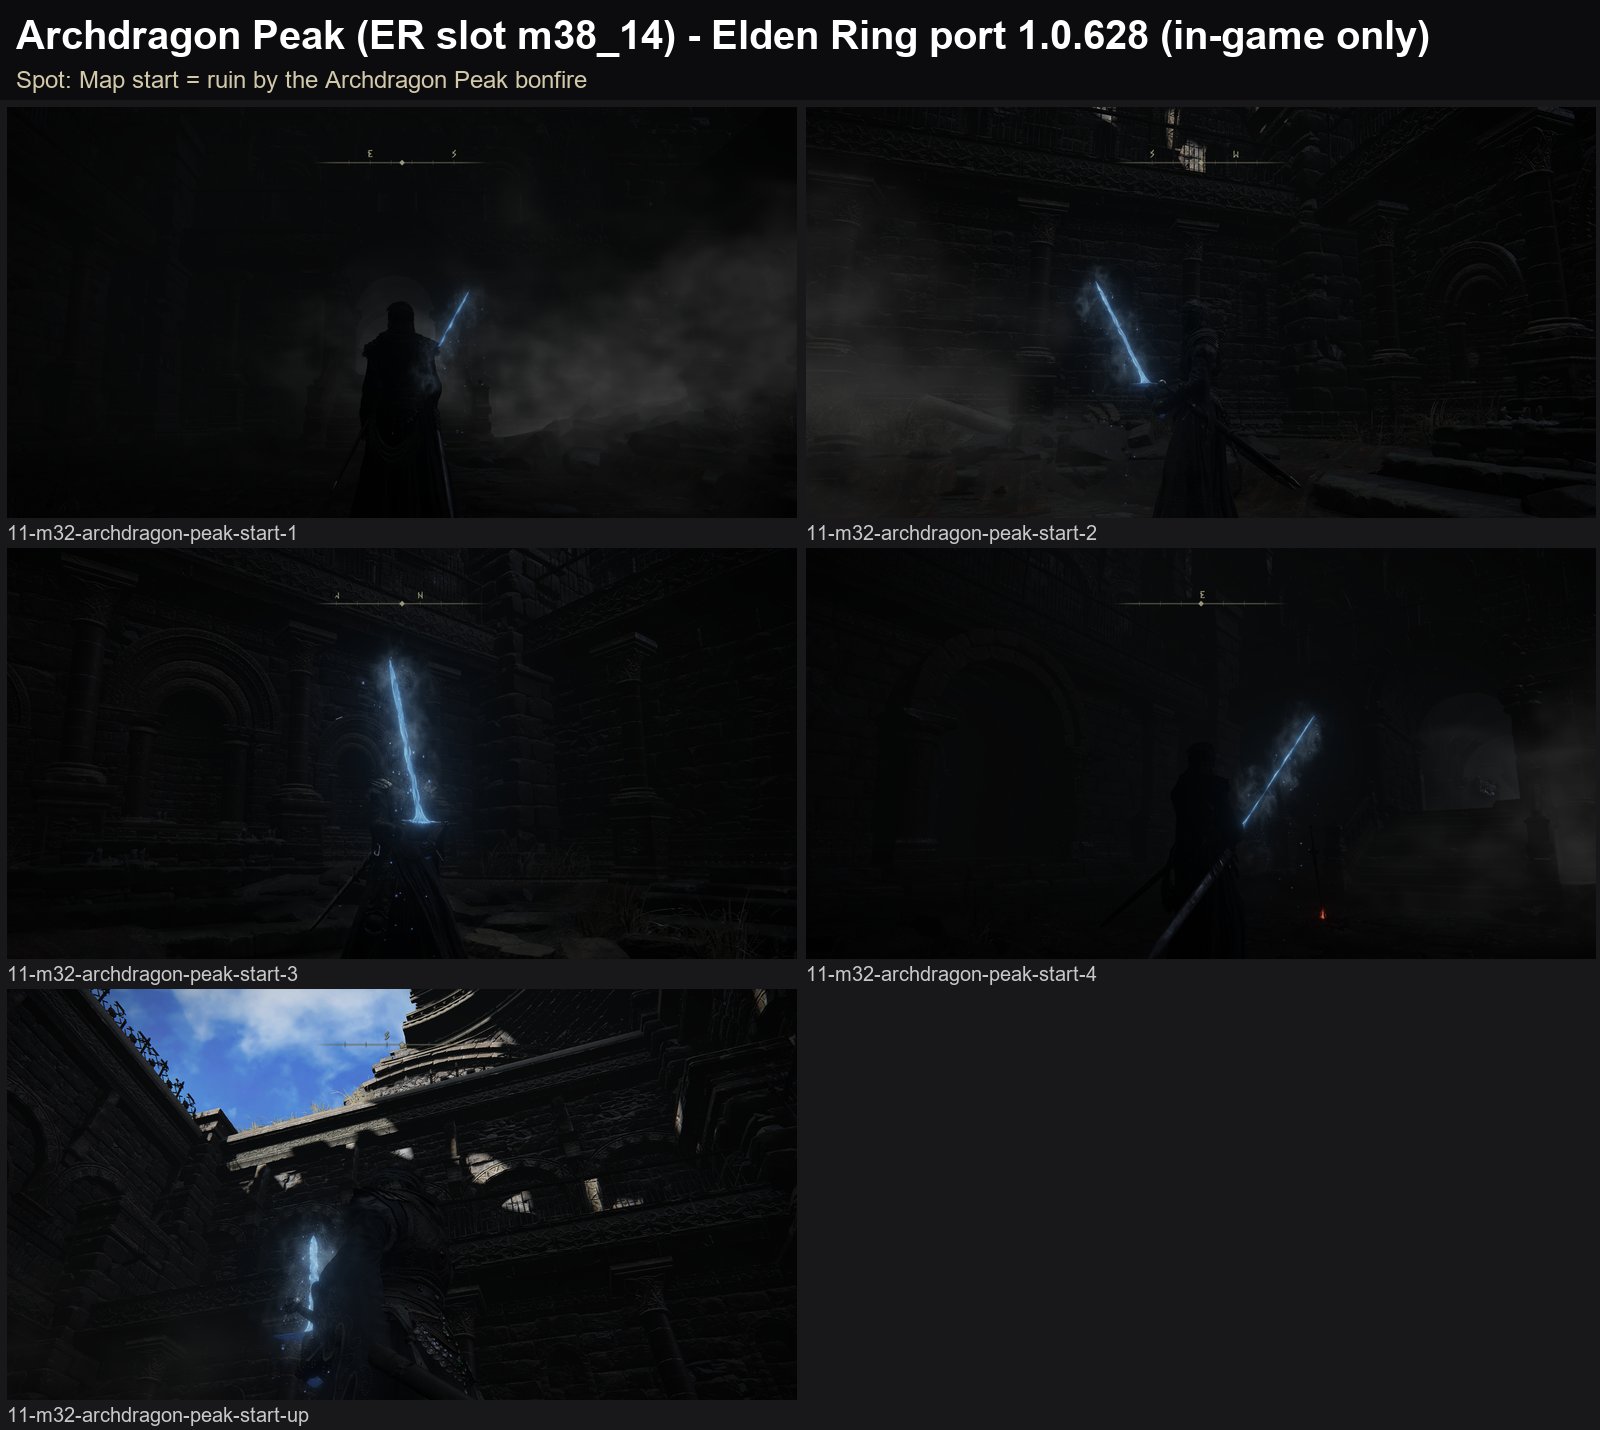 Archdragon Peak (ER slot m38_14) - Elden Ring port 1.0.628 (in-game only)
Spot: Map start = ruin by the Archdragon Peak bonfire
E S
S W
11-m32-archdragon-peak-start-1
11-m32-archdragon-peak-start-2
N
E
11-m32-archdragon-peak-start-3
11-m32-archdragon-peak-start-4
11-m32-archdragon-peak-start-up